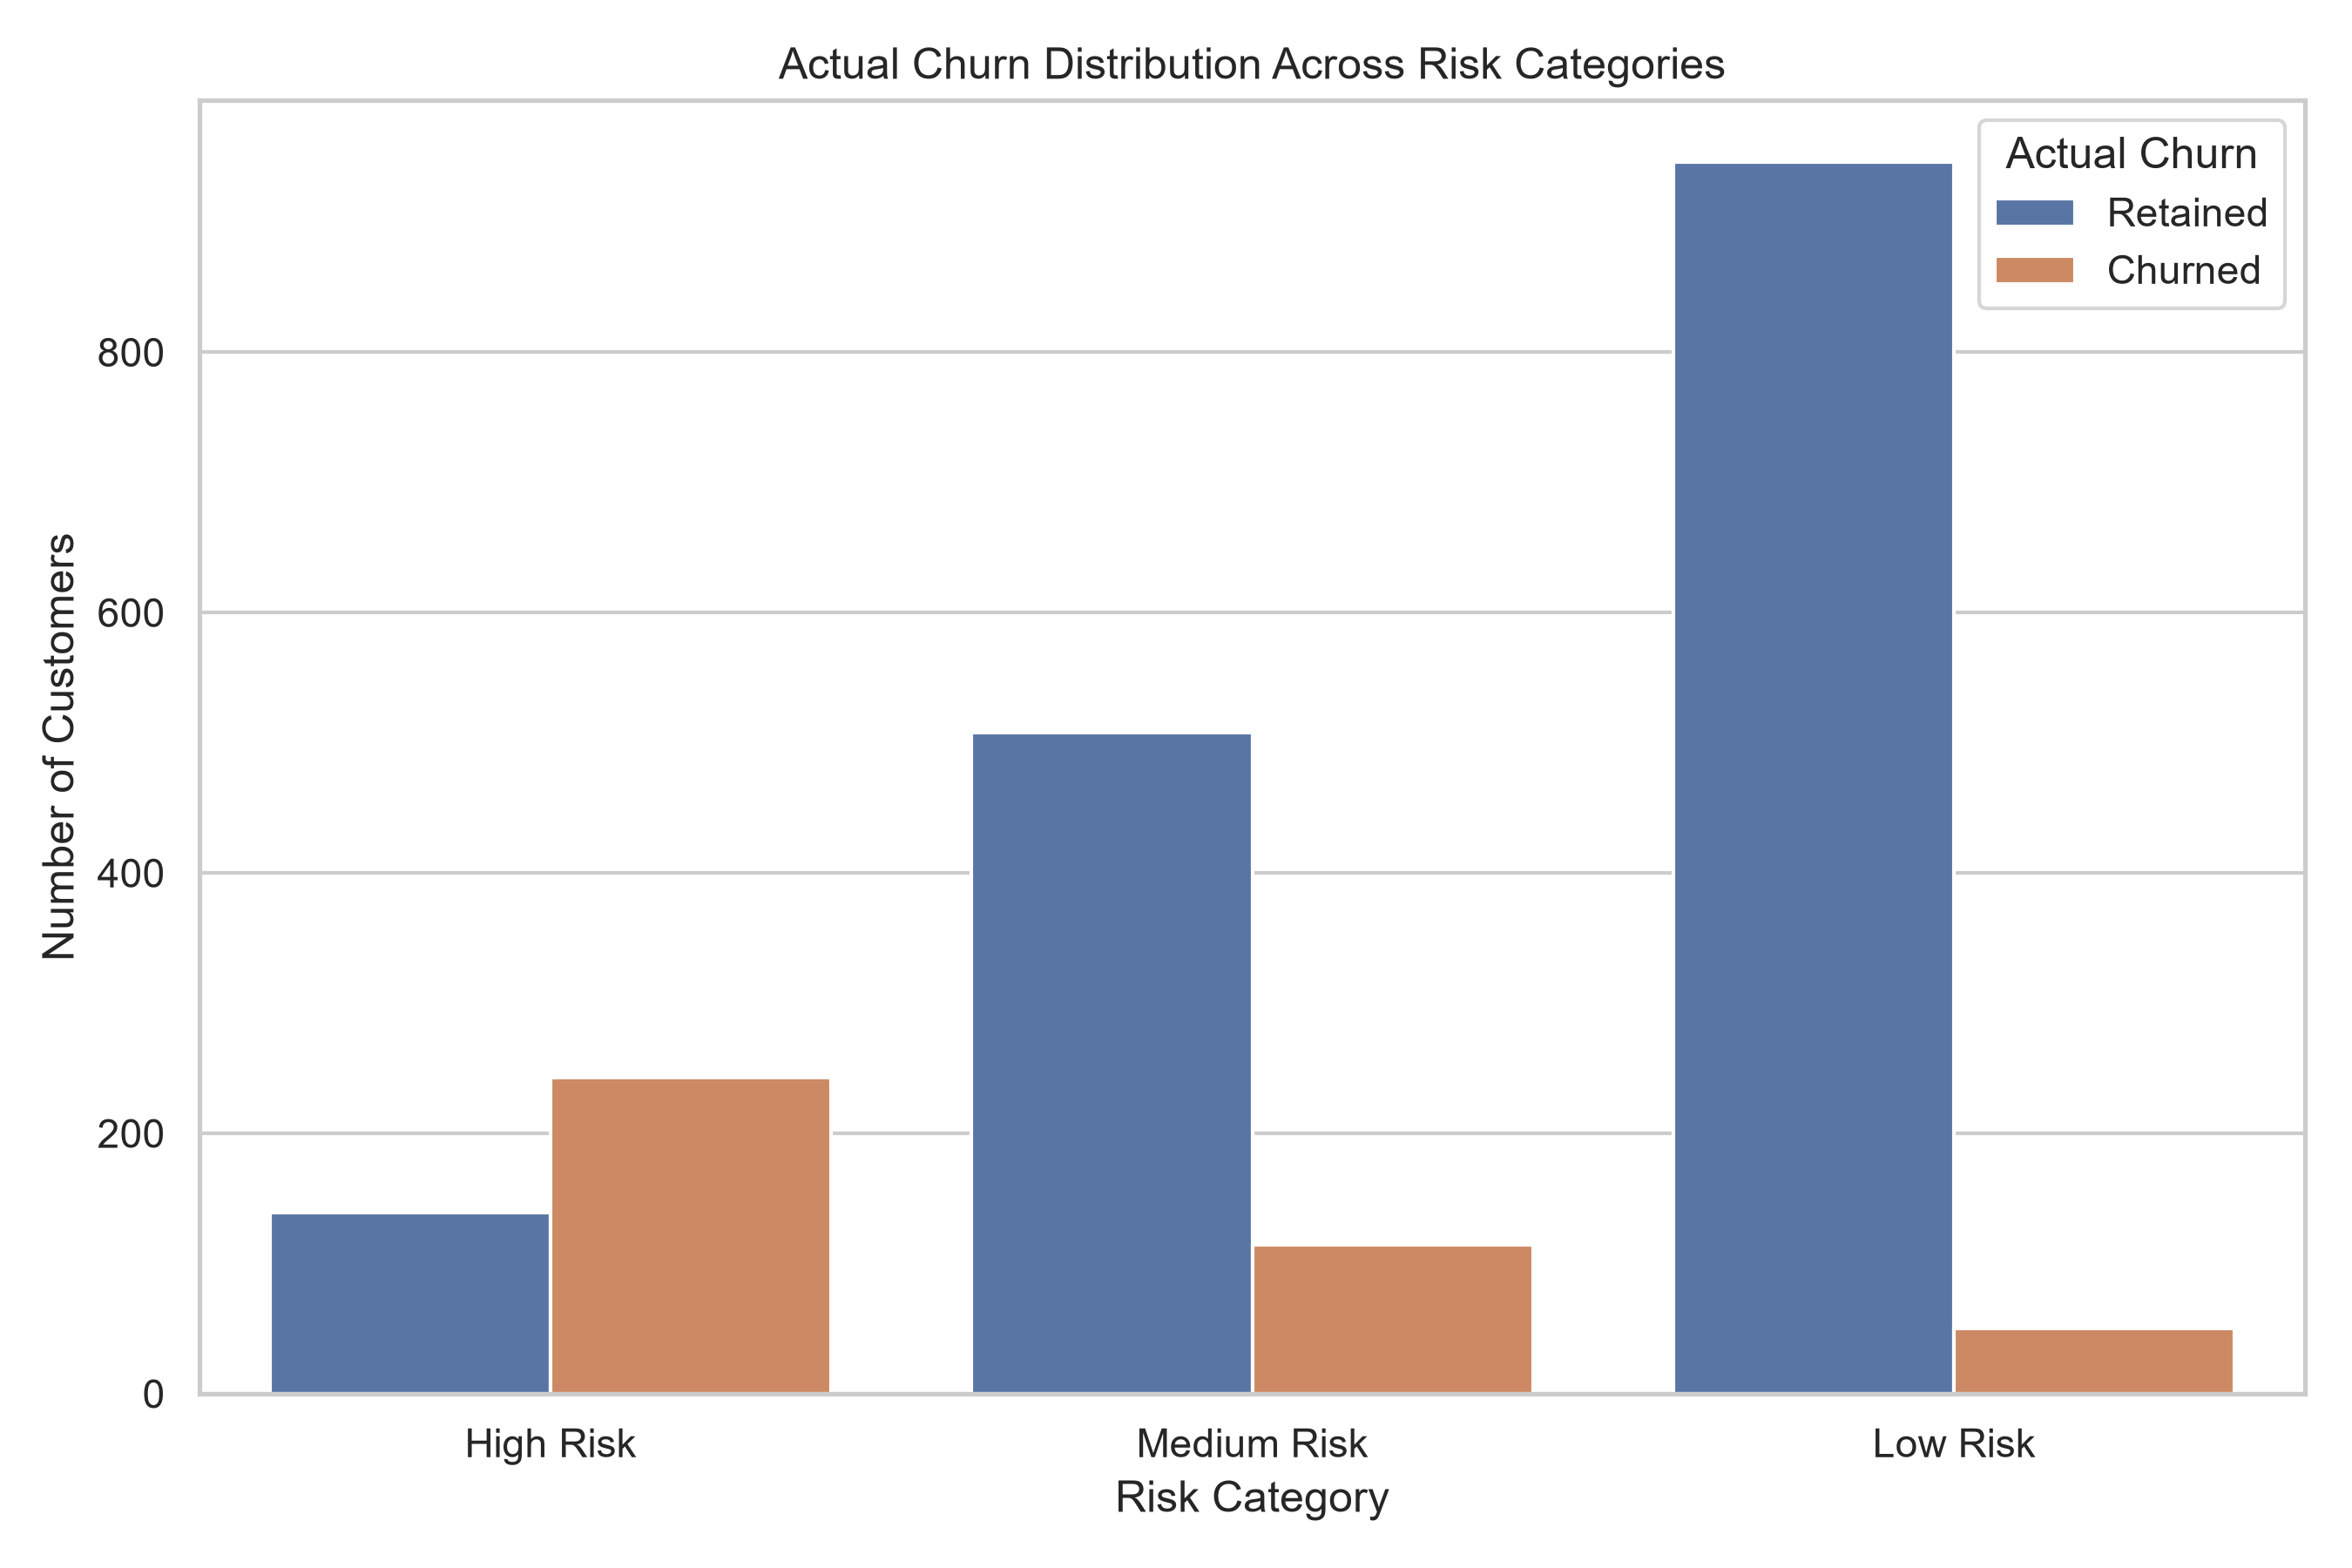 Actual Churn Distribution Across Risk Categories
Actual Churn
Retained
Churned
800
600
400
200
0
Number of Customers
High Risk
Medium Risk
Low Risk
Risk Category